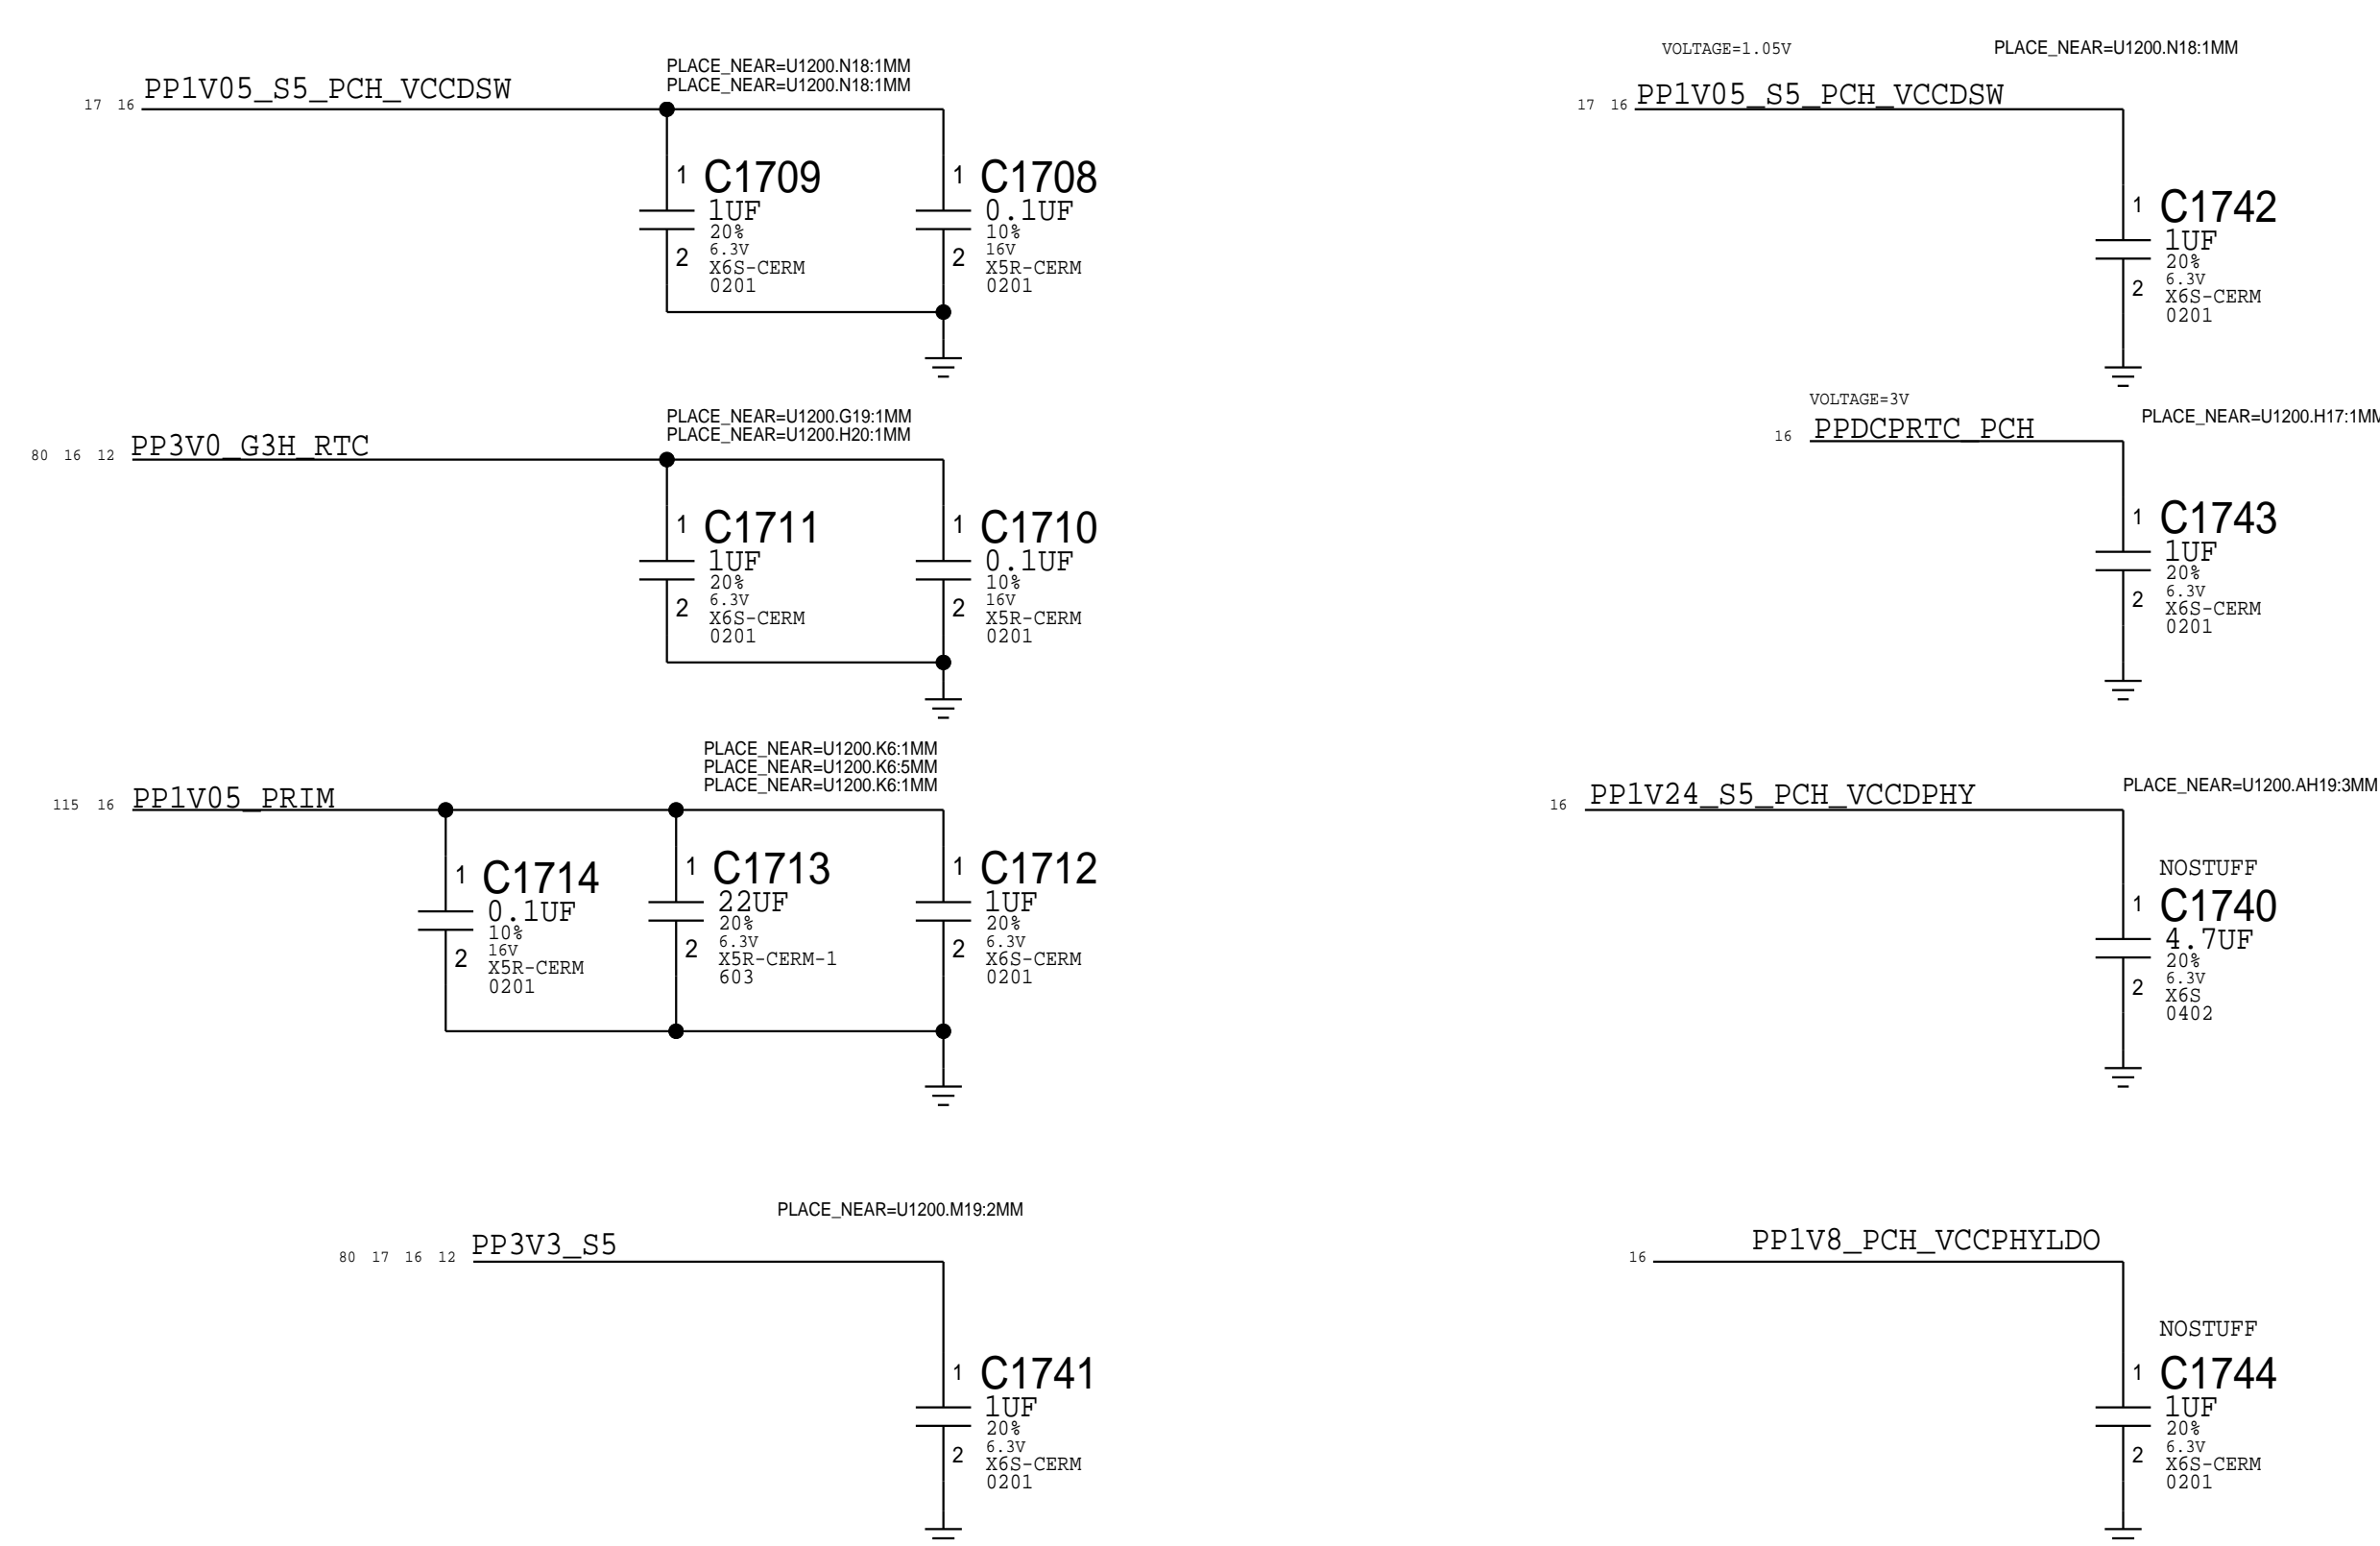 PLACE_NEAR=U1200.N18:1MM
PLACE_NEAR=U1200.N18:1MM
17 16 PP1V05_S5_PCH_VCCDSW
1 C1709
1UF
20%
6.3V
2 X6S-CERM
0201
1 C1708
0.1UF
10%
16V
2 X5R-CERM
0201
PLACE_NEAR=U1200.G19:1MM
PLACE_NEAR=U1200.H20:1MM
80 16 12 PP3V0_G3H_RTC
1 C1711
1UF
20%
6.3V
2 X6S-CERM
0201
1 C1710
0.1UF
10%
16V
2 X5R-CERM
0201
PLACE_NEAR=U1200.K6:1MM
PLACE_NEAR=U1200.K6:5MM
PLACE_NEAR=U1200.K6:1MM
115 16 PP1V05_PRIM
1 C1714
0.1UF
10%
16V
2 X5R-CERM
0201
1 C1713
22UF
20%
6.3V
2 X5R-CERM-1
603
1 C1712
1UF
20%
6.3V
2 X6S-CERM
0201
PLACE_NEAR=U1200.M19:2MM
80 17 16 12 PP3V3_S5
1 C1741
1UF
20%
6.3V
2 X6S-CERM
0201
VOLTAGE=1.05V
PLACE_NEAR=U1200.N18:1MM
17 16 PP1V05_S5_PCH_VCCDSW
1 C1742
1UF
20%
6.3V
2 X6S-CERM
0201
VOLTAGE=3V
PLACE_NEAR=U1200.H17:1MM
16 PPDCPRTC_PCH
1 C1743
1UF
20%
6.3V
2 X6S-CERM
0201
PLACE_NEAR=U1200.AH19:3MM
16 PP1V24_S5_PCH_VCCDPHY
NOSTUFF
1 C1740
4.7UF
20%
6.3V
2 X6S
0402
16 PP1V8_PCH_VCCPHYLDO
NOSTUFF
1 C1744
1UF
20%
6.3V
2 X6S-CERM
0201